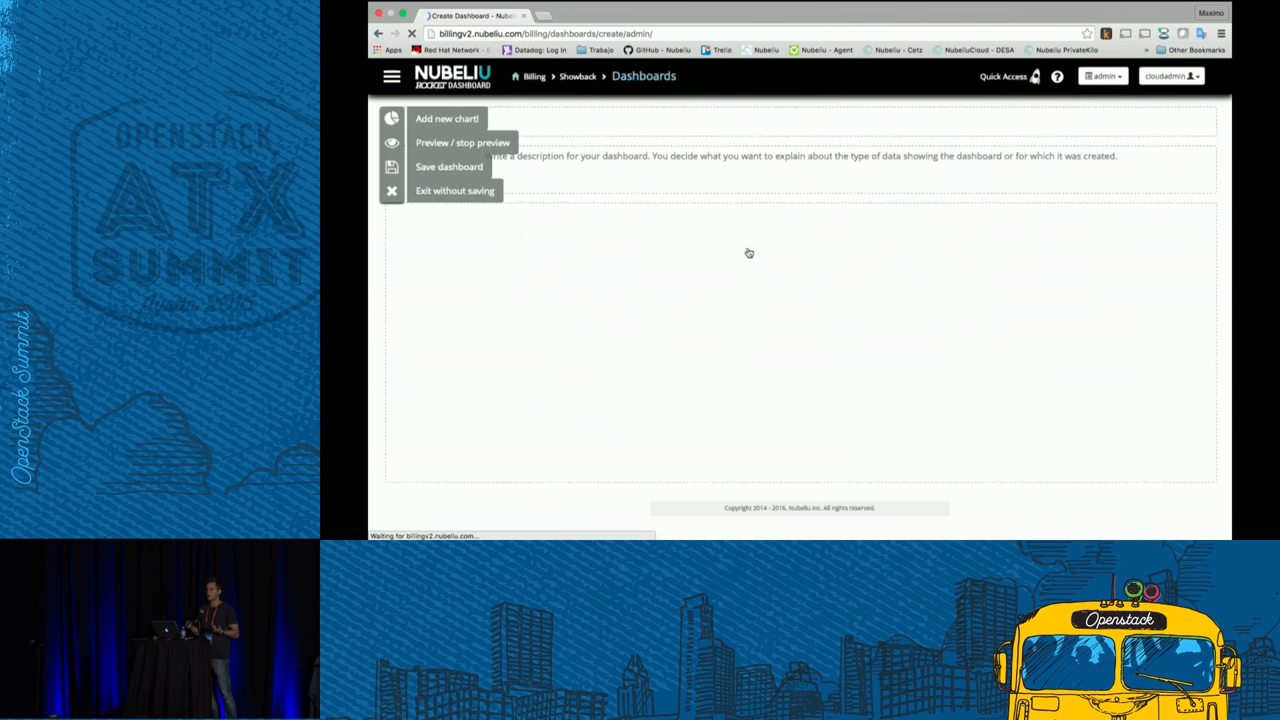 Create Dashboard - Nube
Maximo
billingv2.nubeliu.com/billing/dashboards/create/admin/
Apps
Red Hat Network -
Datadog: Log In
Trabajo
GitHub - Nubeliu
Trello
Nubeliu
Nubeliu - Agent
Nubeliu - Cetz
NubeliuCloud - DESA
Nubeliu PrivateKilo
» Other Bookmarks
NUBELIU
ROCKET DASHBOARD
Billing > Showback > Dashboards
Quick Access
?
admin
cloudadmin
Add new chart!
Preview / stop preview
Save dashboard
Exit without saving
a description for your dashboard. You decide what you want to explain about the type of data showing the dashboard or for which it was created.
Copyright 2014 - 2016. Nubeliu Inc. All rights reserved.
Waiting for billingv2.nubeliu.com...
OPENSTACK
ATX
SUMMIT
Austin 2016
OpenStack Summit
Openstack